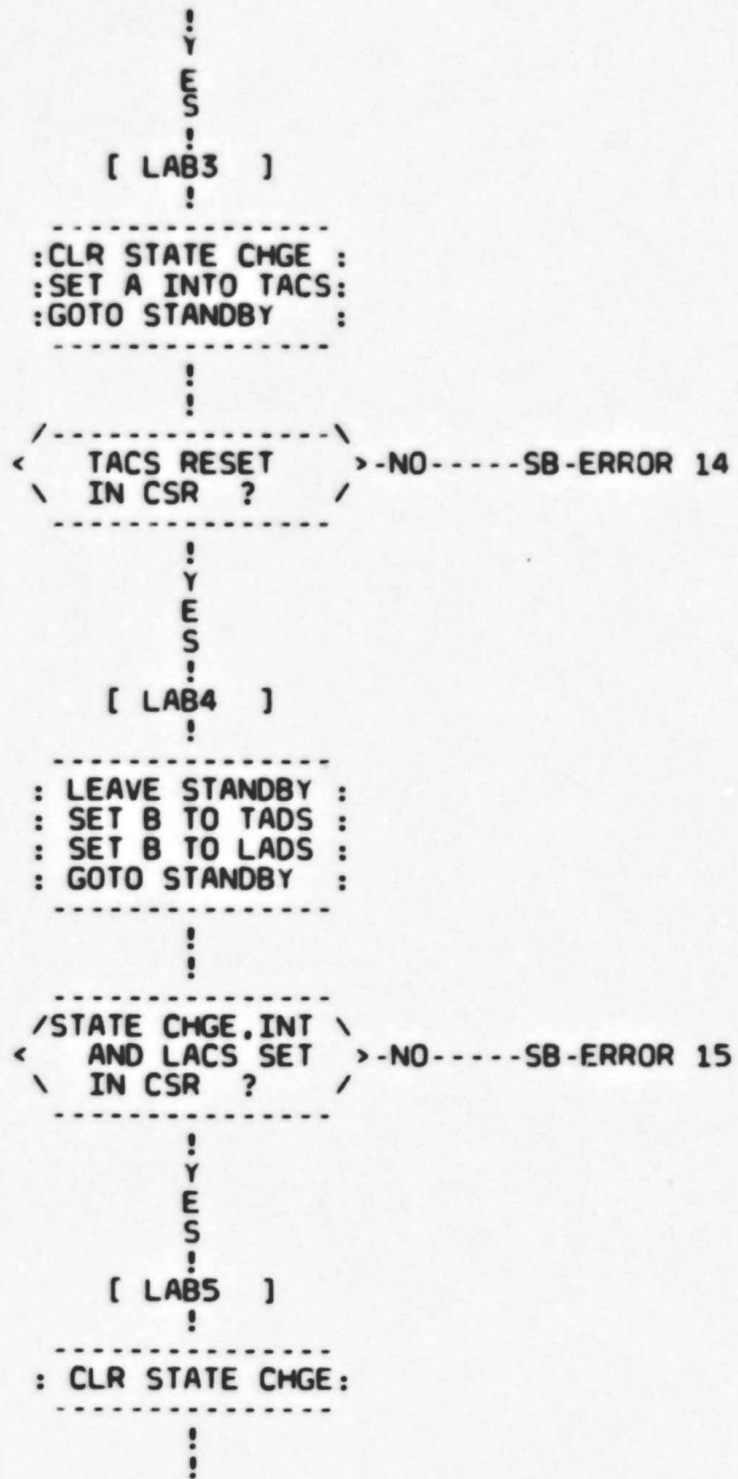 !
Y
E
S
!
[ LAB3 ]
!
---------------
:CLR STATE CHGE :
:SET A INTO TACS:
:GOTO STANDBY :
---------------
!
!
/---------------\
< TACS RESET >-NO-----SB-ERROR 14
\ IN CSR ? /
---------------
!
Y
E
S
!
[ LAB4 ]
!
---------------
: LEAVE STANDBY :
: SET B TO TADS :
: SET B TO LADS :
: GOTO STANDBY :
---------------
!
!
---------------
/STATE CHGE.INT \
< AND LACS SET >-NO-----SB-ERROR 15
\ IN CSR ? /
---------------
!
Y
E
S
!
[ LAB5 ]
!
---------------
: CLR STATE CHGE:
---------------
!
!